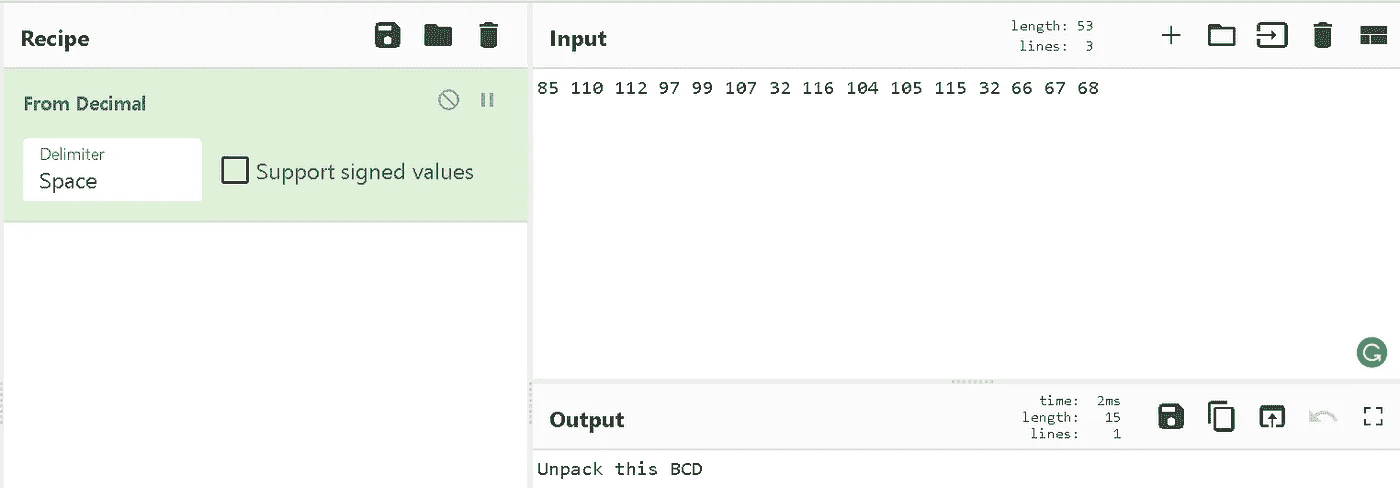 Recipe
From Decimal
Delimiter
Space
Support signed values
Input
length: 53
lines: 3
85 110 112 97 99 107 32 116 104 105 115 32 66 67 68
Output
time: 2ms
length: 15
lines: 1
Unpack this BCD